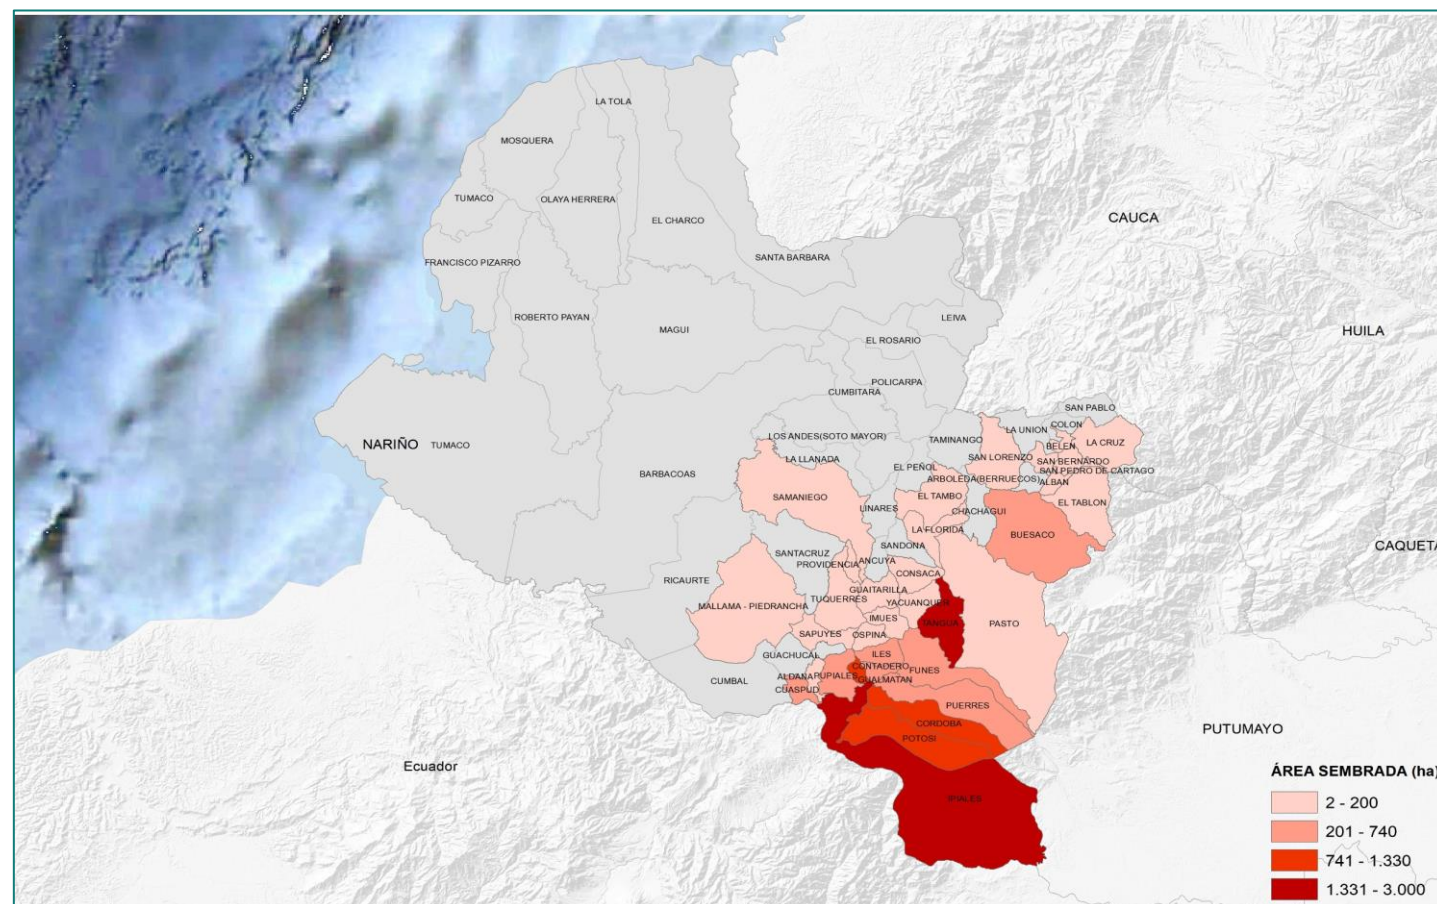 LA TOLA
MOSQUERA
TUMACO
OLAYA HERRERA
EL CHARCO
CAUCA
SANTA BARBARA
FRANCISCO PIZARRO
ROBERTO PAYAN
MAGUI
LEIVA
HUILA
EL ROSARIO
POLICARPA
CUMBITARA
SAN PABLO
COLON
LA UNION
NARIÑO
TUMACO
LOS ANDES(SOTO MAYOR)
TAMINANGO
BELEN
LA CRUZ
LA LLANADA
SAN LORENZO
SAN BERNARDO
BARBACOAS
EL PEÑOL
SAN PEDRO DE CARTAGO
ARBOLEDA(BERRUECOS)
ALBAN
SAMANIEGO
EL TAMBO
EL TABLON
LINARES
CHACHAGUI
LA FLORIDA
BUESACO
SANDONA
CAQUETA
SANTACRUZ
PROVIDENCIA
ANCUYA
CONSACA
RICAURTE
GUAITARILLA
TUQUERRES
YACUANQUER
MALLAMA - PIEDRANCHA
IMUES
TANGUA
PASTO
SAPUYES
OSPINA
GUACHUCAL
ILES
CONTADERO
FUNES
CUMBAL
ALDANA
PUPIALES
GUALMATAN
CUASPUD
PUERRES
CORDOBA
POTOSI
PUTUMAYO
Ecuador
IPIALES
ÁREA SEMBRADA (ha)
2 - 200
201 - 740
741 - 1.330
1.331 - 3.000